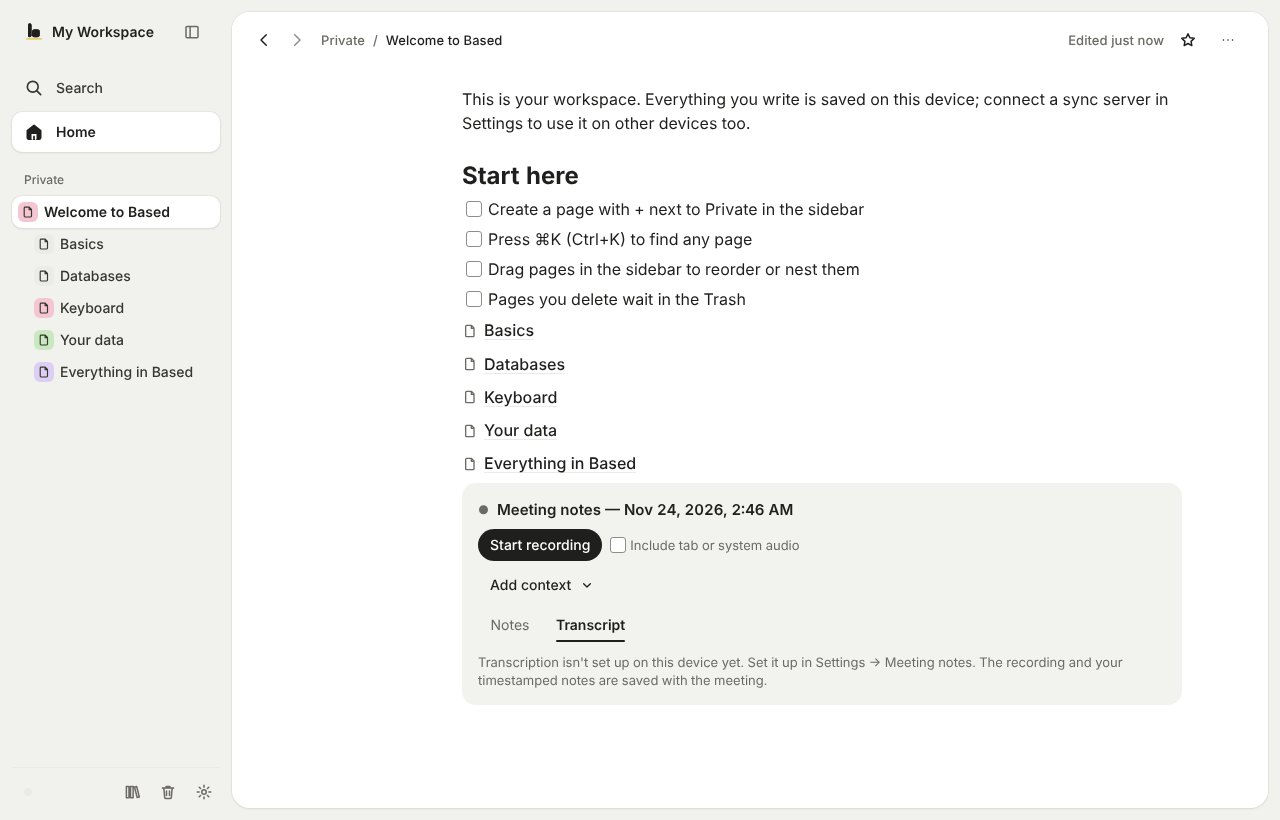 My Workspace
Search
Home
Private
Welcome to Based
Basics
Databases
Keyboard
Your data
Everything in Based
Private / Welcome to Based
Edited just now
This is your workspace. Everything you write is saved on this device; connect a sync server in
Settings to use it on other devices too.
Start here
Create a page with + next to Private in the sidebar
Press ⌘K (Ctrl+K) to find any page
Drag pages in the sidebar to reorder or nest them
Pages you delete wait in the Trash
Basics
Databases
Keyboard
Your data
Everything in Based
Meeting notes — Nov 24, 2026, 2:46 AM
Start recording
Include tab or system audio
Add context
Notes
Transcript
Transcription isn't set up on this device yet. Set it up in Settings → Meeting notes. The recording and your
timestamped notes are saved with the meeting.